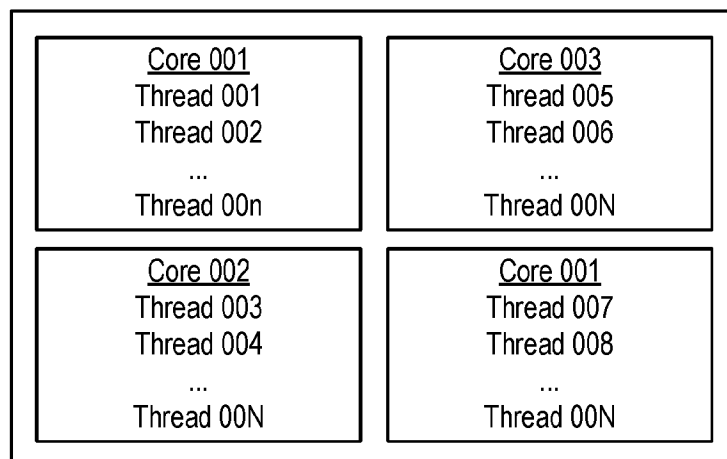 Core 001
Thread 001
Thread 002
...
Thread 00n
Core 003
Thread 005
Thread 006
...
Thread 00N
Core 002
Thread 003
Thread 004
...
Thread 00N
Core 001
Thread 007
Thread 008
...
Thread 00N